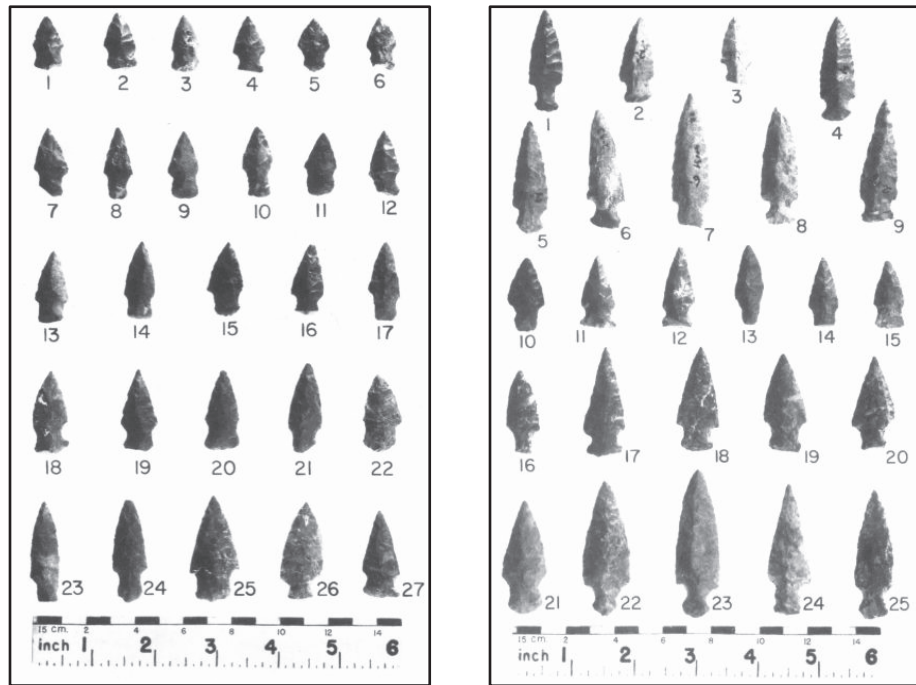 1 2 3 4 5 6
7 8 9 10 11 12
13 14 15 16 17
18 19 20 21 22
23 24 25 26 27
15 cm. 2 4 6 8 10 12 14
inch 1 2 3 4 5 6
1 2 3 4
5 6 7 8 9
10 11 12 13 14 15
16 17 18 19 20
21 22 23 24 25
15 cm. 2 4 6 8 10 12 14
inch 1 2 3 4 5 6